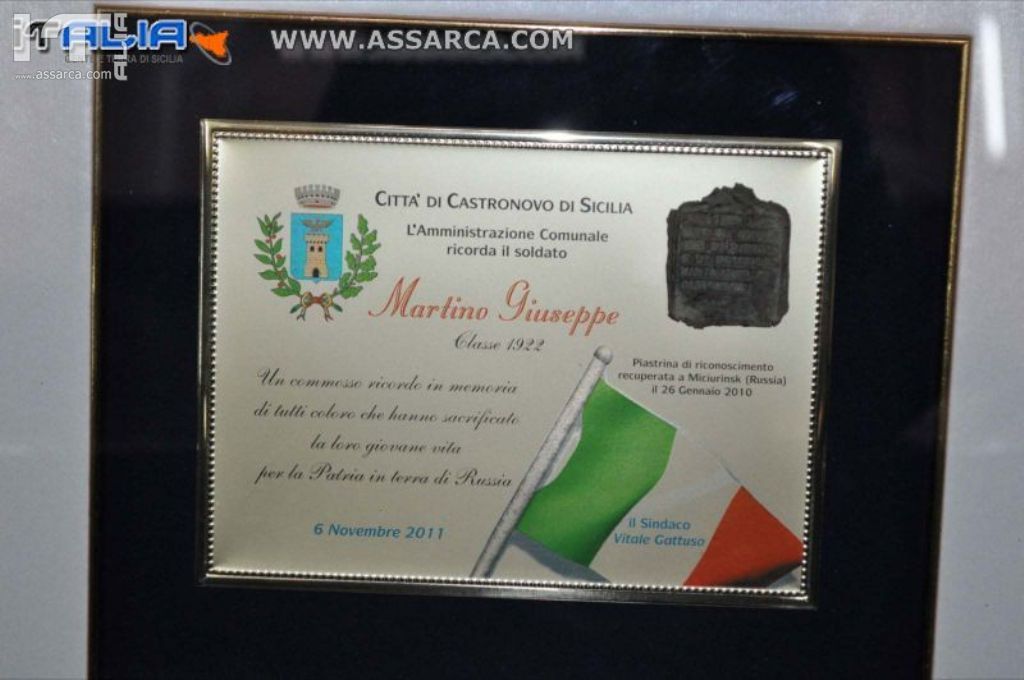 ITALIA
www.assarca.com
WWW.ASSARCA.COM
CITTA' DI CASTRONOVO DI SICILIA
L'Amministrazione Comunale
ricorda il soldato
Martino Giuseppe
Classe 1922
Piastrina di riconoscimento
recuperata a Miciurinsk (Russia)
il 26 Gennaio 2010
Un commosso ricordo in memoria
di tutti coloro che hanno sacrificato
la loro giovane vita
per la Patria in terra di Russia
6 Novembre 2011
il Sindaco
Vitale Gattuso